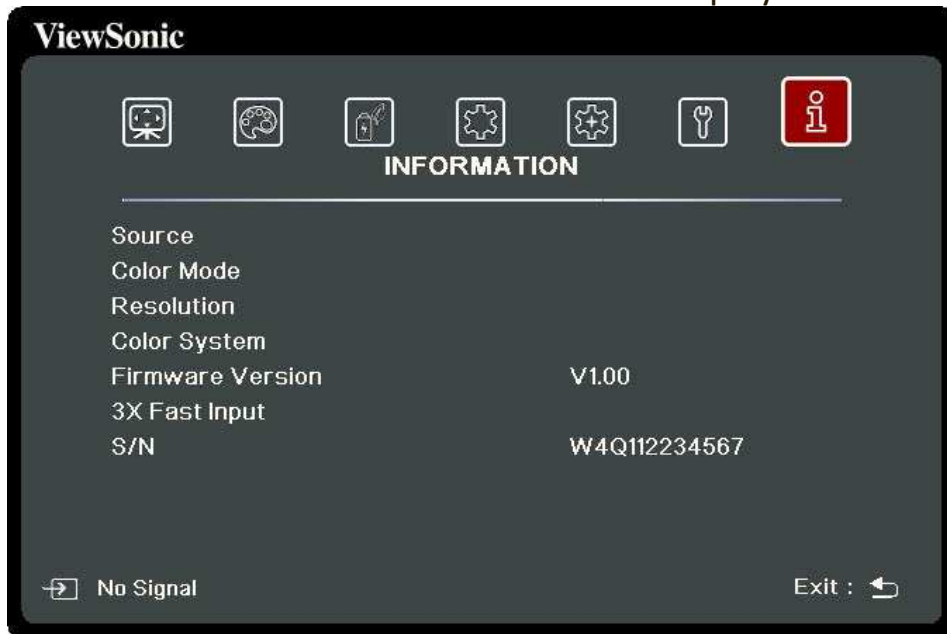 ViewSonic
INFORMATION
Source
Color Mode
Resolution
Color System
Firmware Version V1.00
3X Fast Input
S/N W4Q112234567
No Signal Exit :